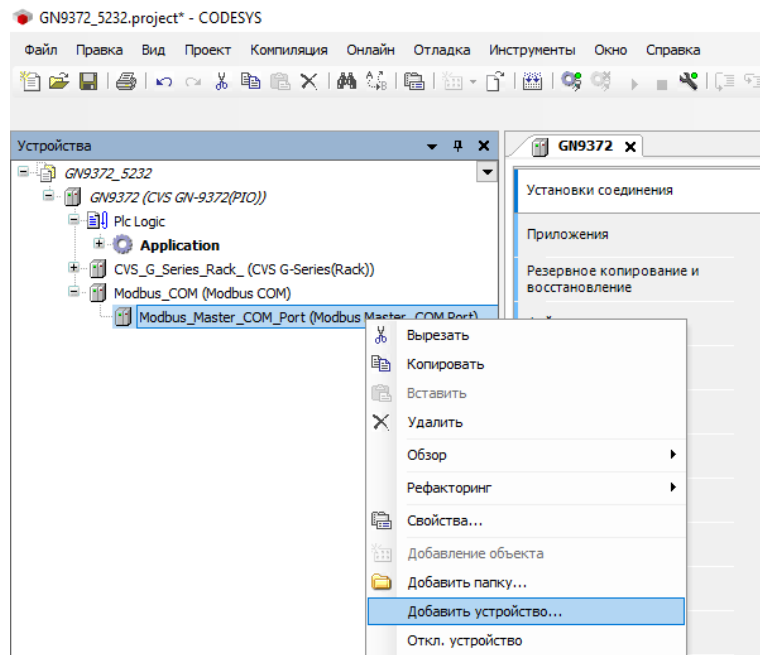 GN9372_5232.project* - CODESYS
Файл Правка Вид Проект Компиляция Онлайн Отладка Инструменты Окно Справка
Устройства
GN9372
GN9372_5232
GN9372 (CVS GN-9372(PIO))
Plc Logic
Application
CVS_G_Series_Rack_ (CVS G-Series(Rack))
Modbus_COM (Modbus COM)
Modbus_Master_COM_Port (Modbus Master, COM Port)
Установки соединения
Приложения
Резервное копирование и
восстановление
Вырезать
Копировать
Вставить
Удалить
Обзор
Рефакторинг
Свойства...
Добавление объекта
Добавить папку...
Добавить устройство...
Откл. устройство